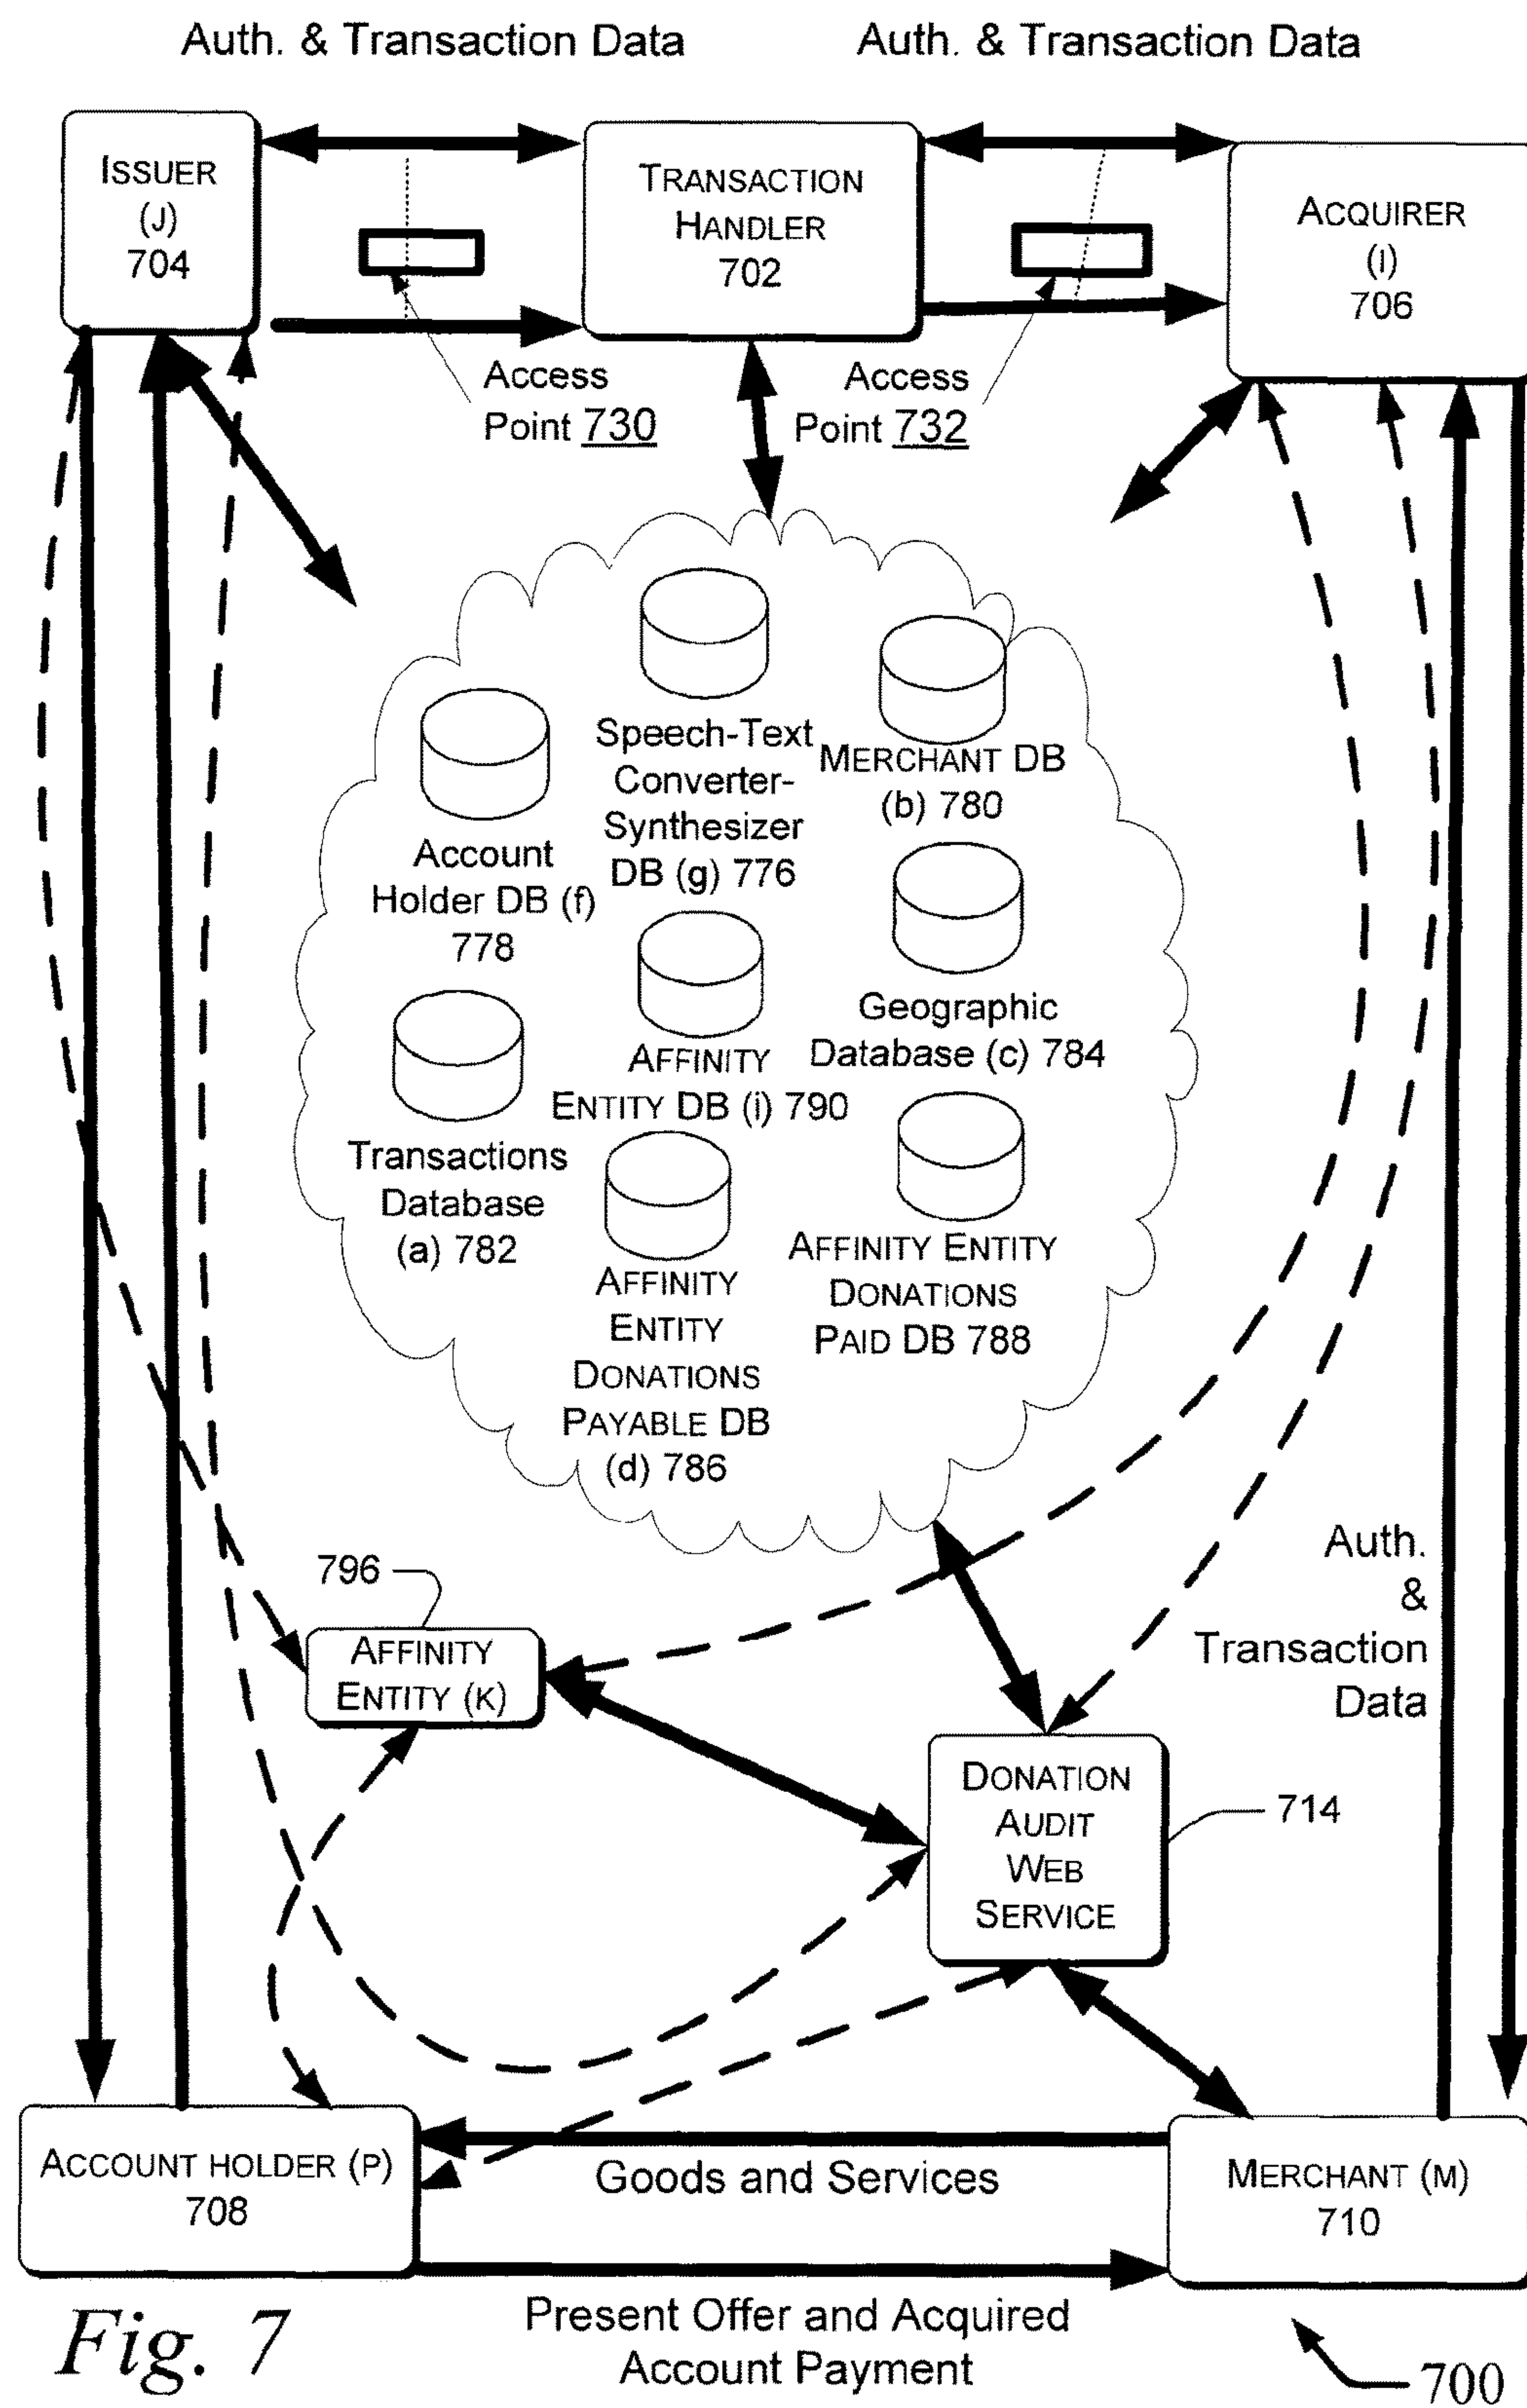 Auth. & Transaction Data
Auth. & Transaction Data
ISSUER
(J)
704
TRANSACTION
HANDLER
702
ACQUIRER
(I)
706
Access
Point 730
Access
Point 732
Speech-Text
Converter-
Synthesizer
DB (g) 776
MERCHANT DB
(b) 780
Account
Holder DB (f)
778
Geographic
Database (c) 784
AFFINITY
ENTITY DB (i) 790
Transactions
Database
(a) 782
AFFINITY ENTITY
DONATIONS
PAID DB 788
AFFINITY
ENTITY
DONATIONS
PAYABLE DB
(d) 786
Auth.
&
Transaction
Data
796
AFFINITY
ENTITY (K)
DONATION
AUDIT
WEB
SERVICE
714
ACCOUNT HOLDER (P)
708
Goods and Services
MERCHANT (M)
710
Present Offer and Acquired
Account Payment
Fig. 7
700